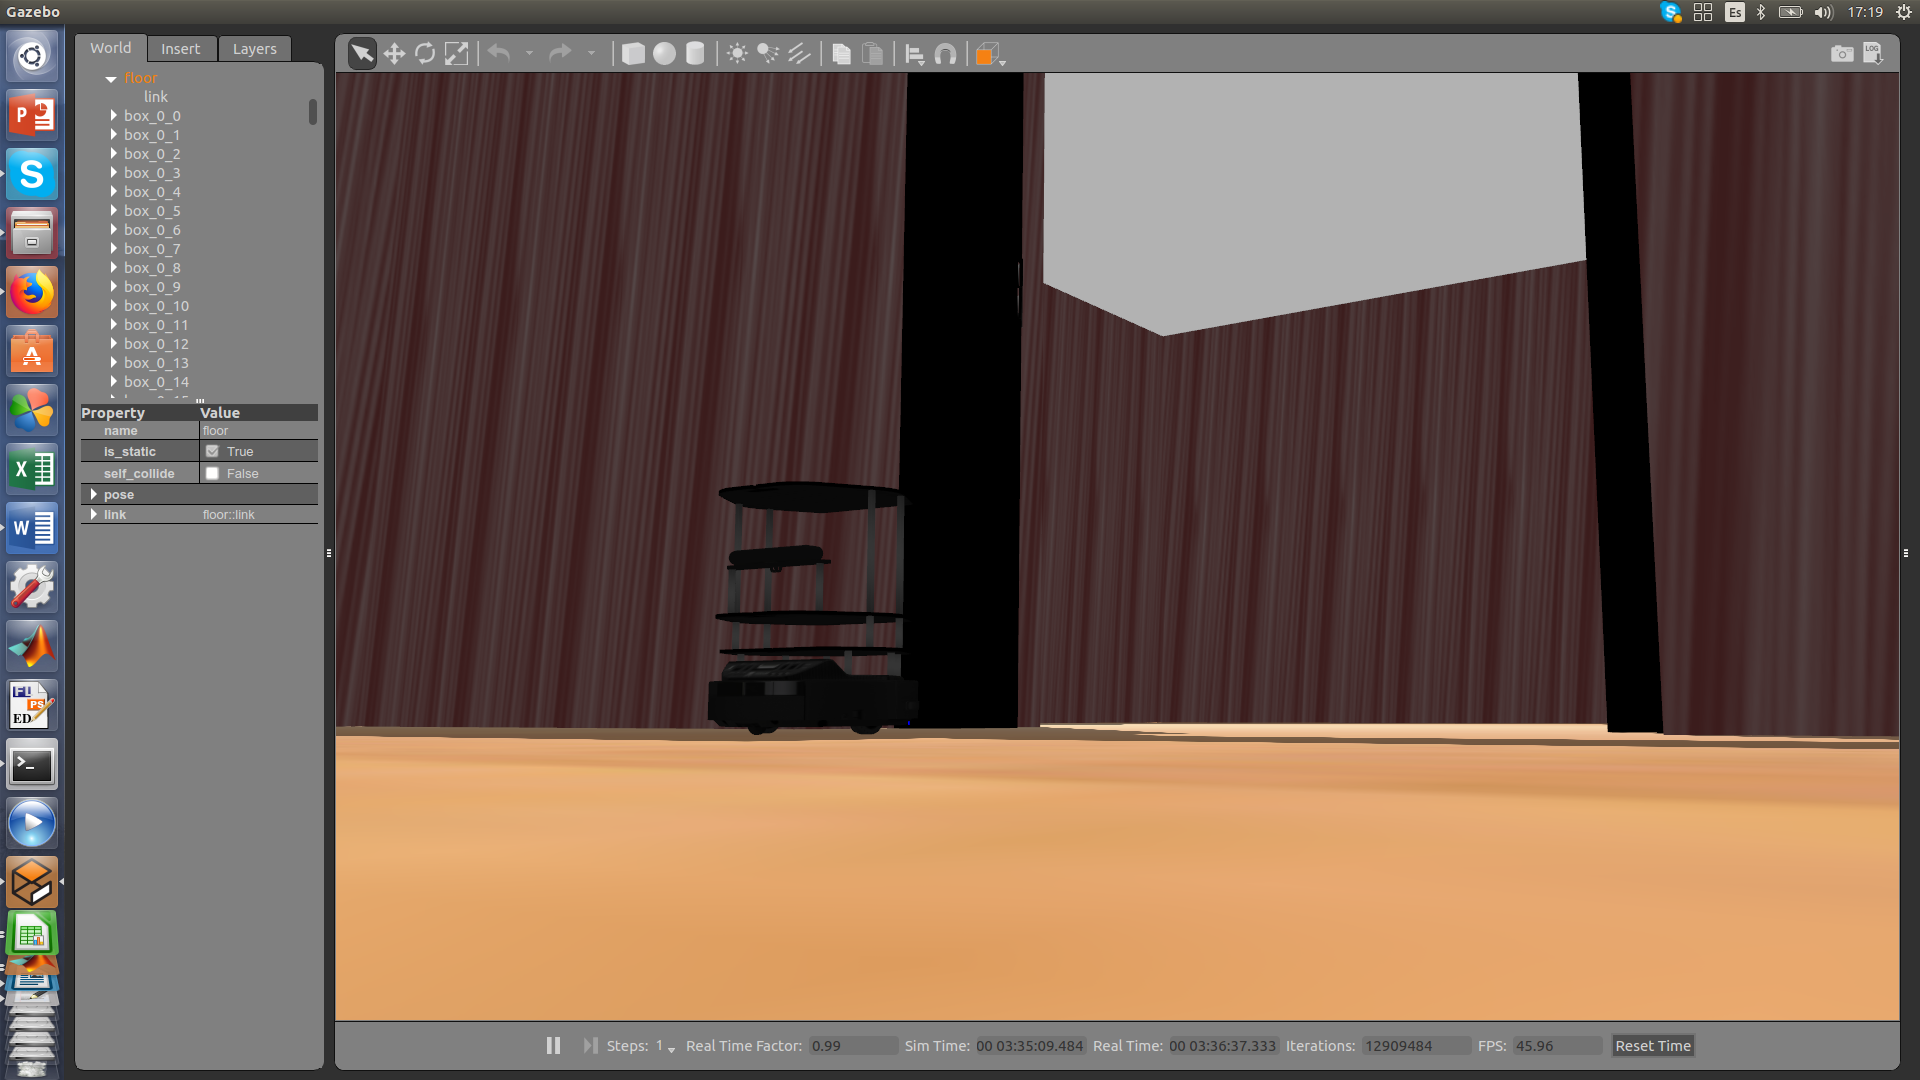 Gazebo
Es
17:19
World
Insert
Layers
LOG
floor
link
box_0_0
box_0_1
box_0_2
box_0_3
box_0_4
box_0_5
box_0_6
box_0_7
box_0_8
box_0_9
box_0_10
box_0_11
box_0_12
box_0_13
box_0_14
Property Value
name floor
is_static True
self_collide False
pose
link floor::link
Steps: 1 Real Time Factor: 0.99 Sim Time: 00 03:35:09.484 Real Time: 00 03:36:37.333 Iterations: 12909484 FPS: 45.96 Reset Time